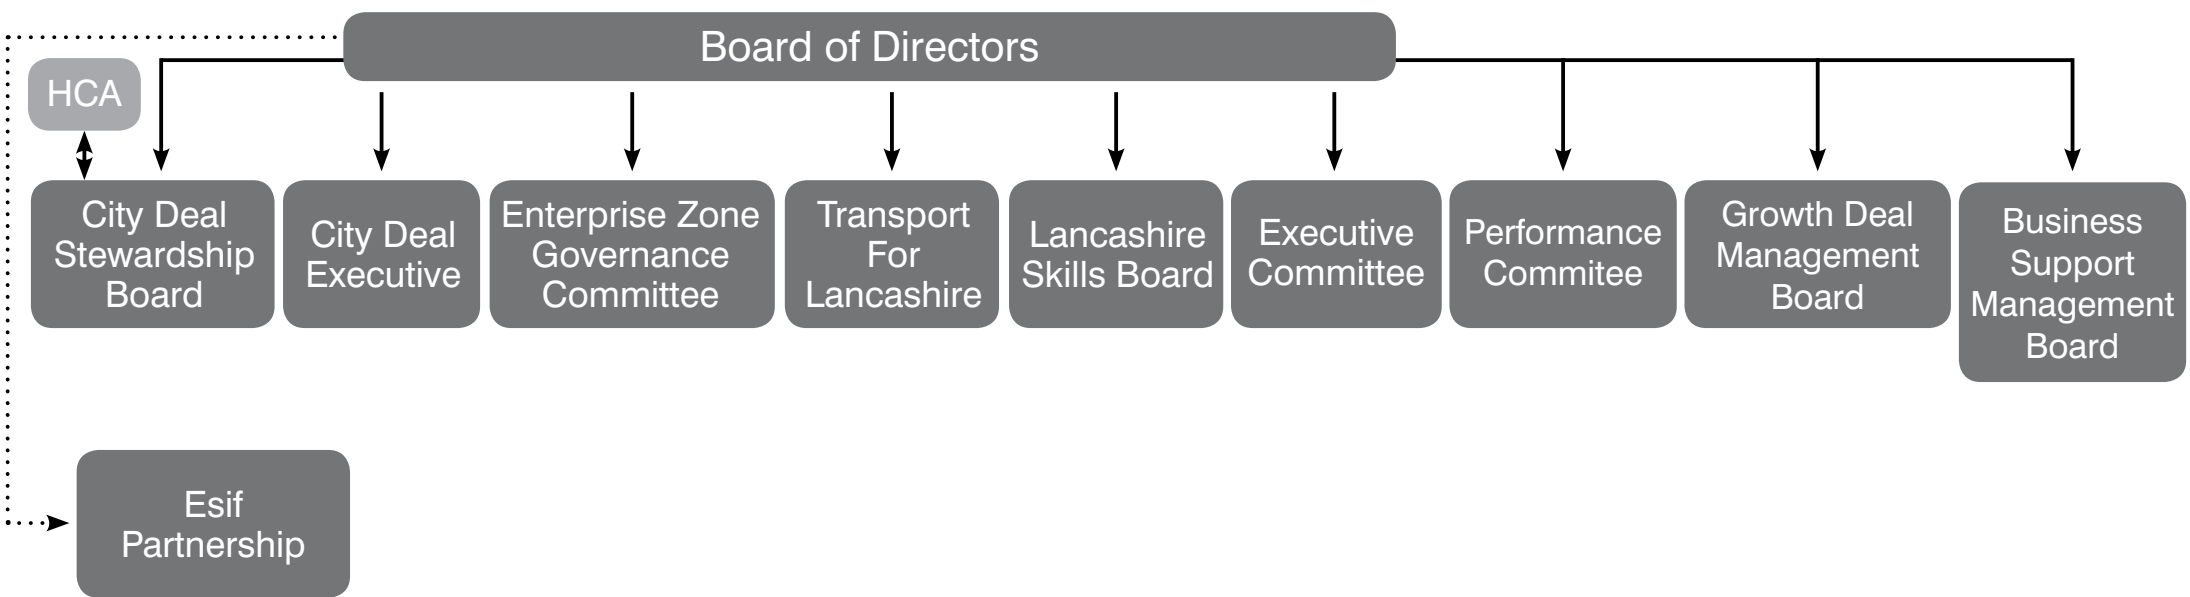 Board of Directors
HCA
City Deal
Stewardship
Board
City Deal
Executive
Enterprise Zone
Governance
Committee
Transport
For
Lancashire
Lancashire
Skills Board
Executive
Committee
Performance
Commitee
Growth Deal
Management
Board
Business
Support
Management
Board
Esif
Partnership